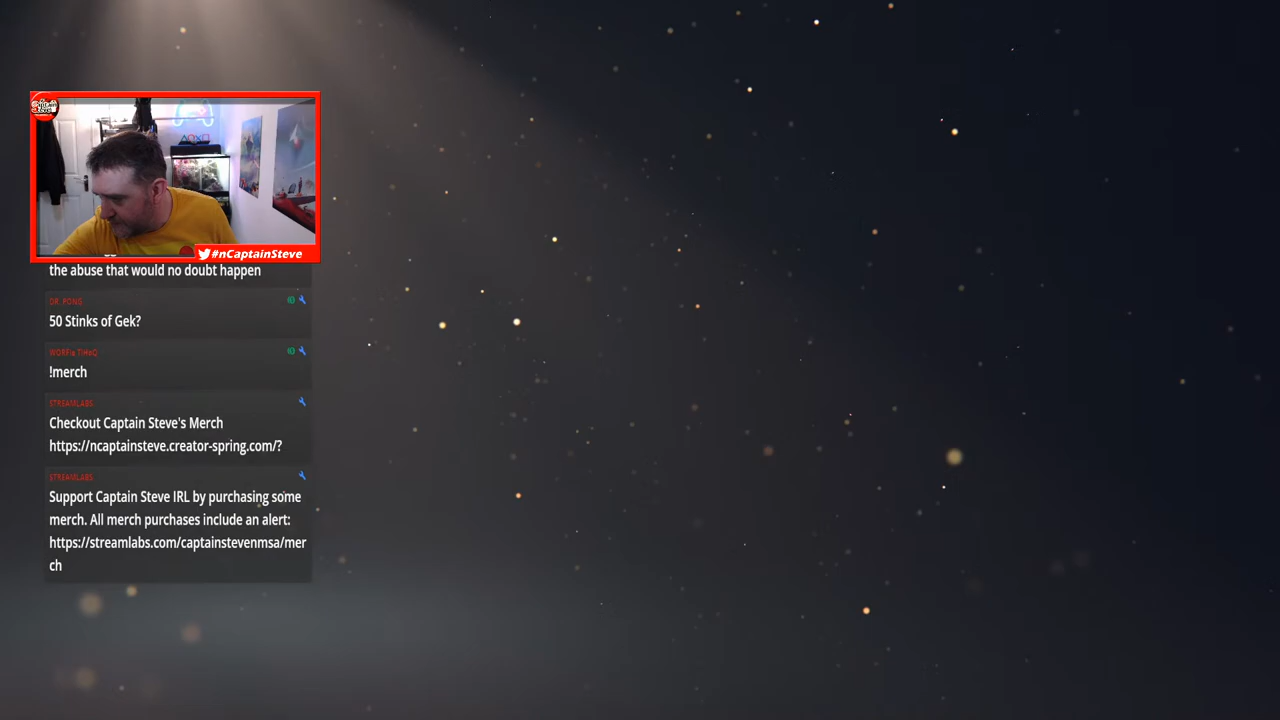 #nCaptainSteve
the abuse that would no doubt happen
DR. PONG
50 Stinks of Gek?
!merch
STREAMLABS
Checkout Captain Steve's Merch
https://ncaptainsteve.creator-spring.com/?
STREAMLABS
Support Captain Steve IRL by purchasing some
merch. All merch purchases include an alert:
https://streamlabs.com/captainstevenmsa/mer
ch